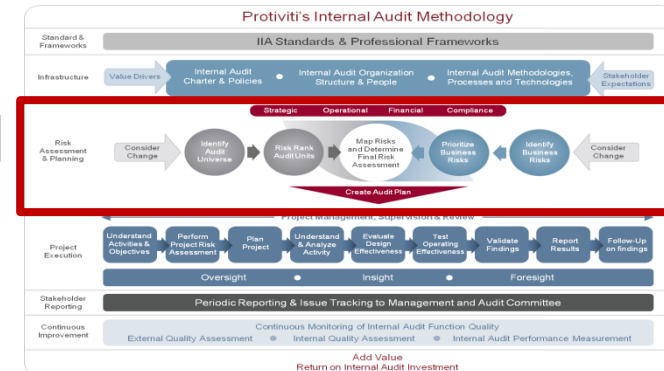 Protiviti's Internal Audit Methodology
Standard &
Frameworks
IIA Standards & Professional Frameworks
Infrastructure
Value Drivers
Internal Audit
Charter & Policies
Internal Audit Organization
Structure & People
Internal Audit Methodologies,
Processes and Technologies
Stakeholder
Expectations
Strategic Operational Financial Compliance
Risk
Assessment
& Planning
Consider
Change
Identify
Audit
Universe
Risk Rank
Audit Units
Map Risks
and Determine
Final Risk
Assessment
Prioritize
Business
Risks
Identify
Business
Risks
Consider
Change
Create Audit Plan
Project Management, Supervision & Review
Project
Execution
Understand
Activities &
Objectives
Perform
Project Risk
Assessment
Plan
Project
Understand
& Analyze
Activity
Evaluate
Design
Effectiveness
Test
Operating
Effectiveness
Validate
Findings
Report
Results
Follow-Up
on findings
Oversight Insight Foresight
Stakeholder
Reporting
Periodic Reporting & Issue Tracking to Management and Audit Committee
Continuous
Improvement
Continuous Monitoring of Internal Audit Function Quality
External Quality Assessment Internal Quality Assessment Internal Audit Performance Measurement
Add Value
Return on Internal Audit Investment